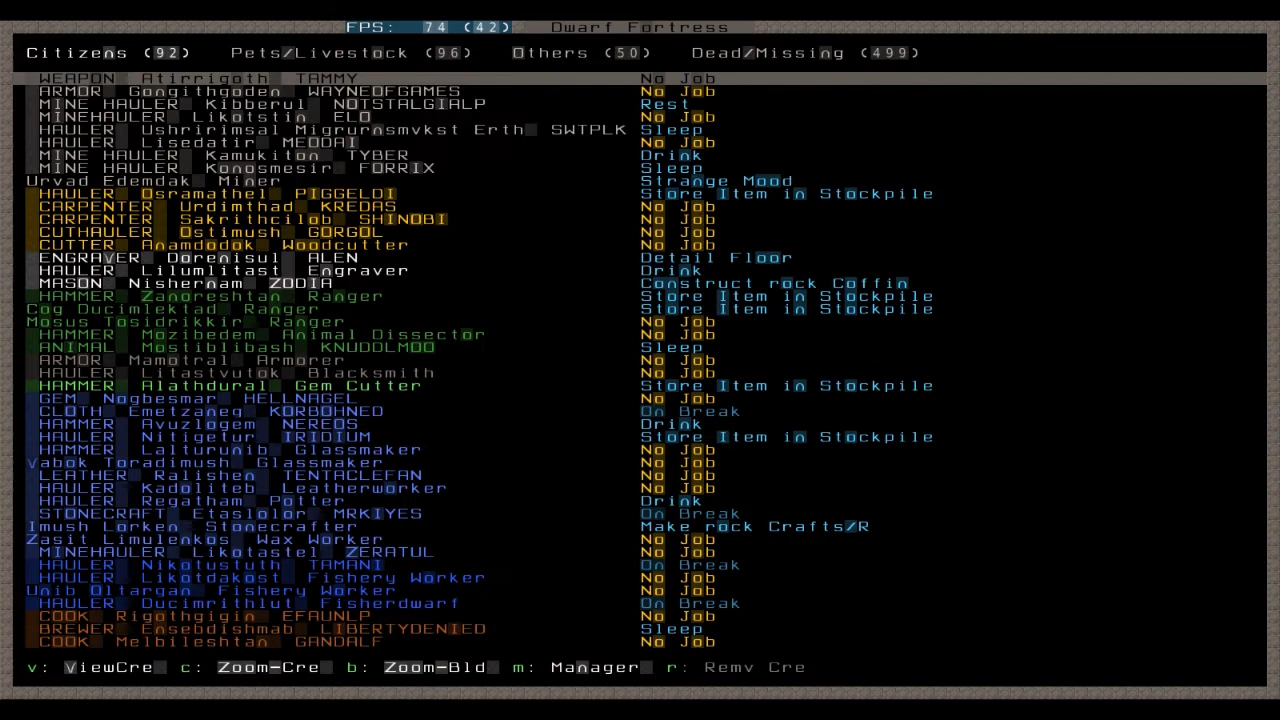 FPS: 74 (42) Dwarf Fortress
Citizens (92) Pets/Livestock (96) Others (50) Dead/Missing (499)
WEAPON Atirrigoth TAMMY No Job
ARMOR Gongithgoden WAYNEOFGAMES No Job
MINE HAULER Kibberul NOTSTALGIALP Rest
MINEHAULER Likotstin ELO No Job
HAULER Ushririmsal Migrurnsmvkst Erth SWTPLK Sleep
HAULER Lisedatir MEODAI No Job
MINE HAULER Kamukiton TYBER Drink
MINE HAULER Konosmesir FORRIX Sleep
Urvad Edemdak Miner Strange Mood
HAULER Osramathel PIGGELDI Store Item in Stockpile
CARPENTER Urdimthad KREDAS No Job
CARPENTER Sakrithcilob SHINOBI No Job
CUTHAULER Ostimush GORGOL No Job
CUTTER Anamdodok Woodcutter No Job
ENGRAVER Dorenisul ALEN Detail Floor
HAULER Lilumlitast Engraver Drink
MASON Nishernam ZODIA Construct rock Coffin
HAMMER Zanoreshtan Ranger Store Item in Stockpile
Cog Ducimlektad Ranger Store Item in Stockpile
Mosus Tosidrikkir Ranger No Job
HAMMER Mozibedem Animal Dissector No Job
ANIMAL Mostiblibash KNUDDLMOO Sleep
ARMOR Mamotral Armorer No Job
HAULER Litastvutok Blacksmith No Job
HAMMER Alathdural Gem Cutter Store Item in Stockpile
GEM Nogbesmar HELLNAGEL No Job
CLOTH Emetzaneg KORBOHNED On Break
HAMMER Avuzlogem NEREOS Drink
HAULER Nitigetur IRIDIUM Store Item in Stockpile
HAMMER Lalturunib Glassmaker No Job
Vabok Toradimush Glassmaker No Job
LEATHER Ralishen TENTACLEFAN No Job
HAULER Kadoliteb Leatherworker No Job
HAULER Regatham Potter Drink
STONECRAFT Etaslolor MRKIYES On Break
Imush Lorken Stonecrafter Make rock Crafts/R
Zasit Limulenkos Wax Worker No Job
MINEHAULER Likotastel ZERATUL No Job
HAULER Nikotustuth TAMANI On Break
HAULER Likotdakost Fishery Worker No Job
Unib Oltargan Fishery Worker No Job
HAULER Ducimrithlut Fisherdwarf On Break
COOK Rigothgigin EFAUNLP No Job
BREWER Ensebdishmab LIBERTYDENIED Sleep
COOK Melbileshtan GANDALF No Job
v: ViewCre c: Zoom-Cre b: Zoom-Bld m: Manager r: Remv Cre